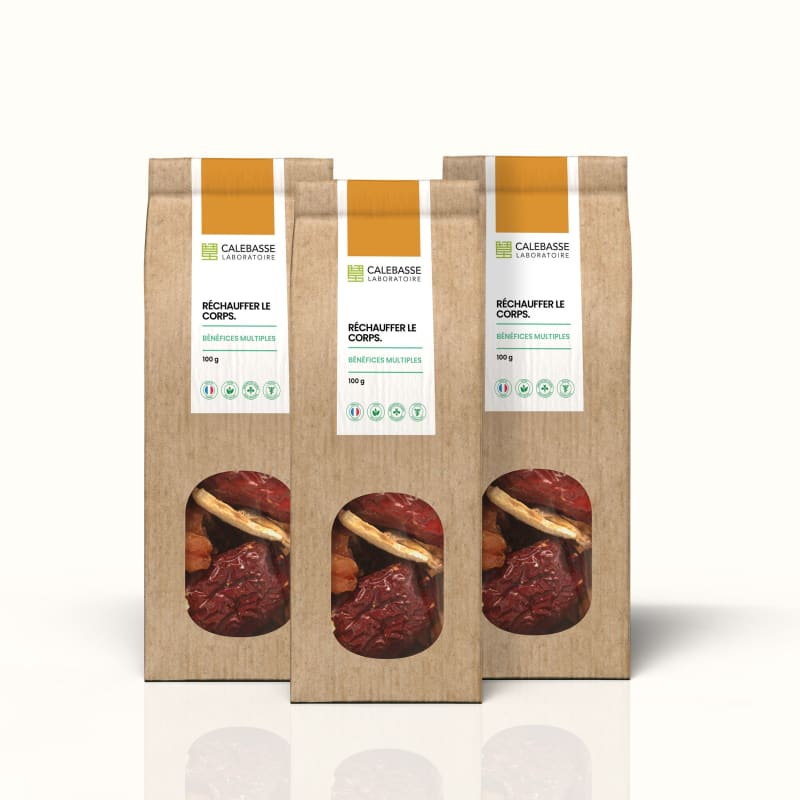 CALEBASSE
LABORATOIRE
RÉCHAUFFER LE
CORPS.
BÉNÉFICES MULTIPLES
100 g
CALEBASSE
LABORATOIRE
RÉCHAUFFER LE
CORPS.
BÉNÉFICES MULTIPLES
100 g
CALEBASSE
LABORATOIRE
RÉCHAUFFER LE
CORPS.
BÉNÉFICES MULTIPLES
100 g